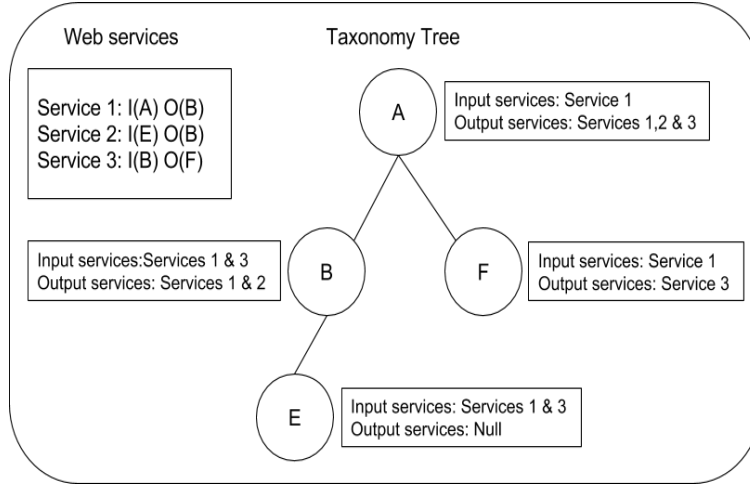 Web services
Taxonomy Tree
Service 1: I(A) O(B)
Service 2: I(E) O(B)
Service 3: I(B) O(F)
A
Input services: Service 1
Output services: Services 1,2 & 3
Input services:Services 1 & 3
Output services: Services 1 & 2
B
F
Input services: Service 1
Output services: Service 3
E
Input services: Services 1 & 3
Output services: Null